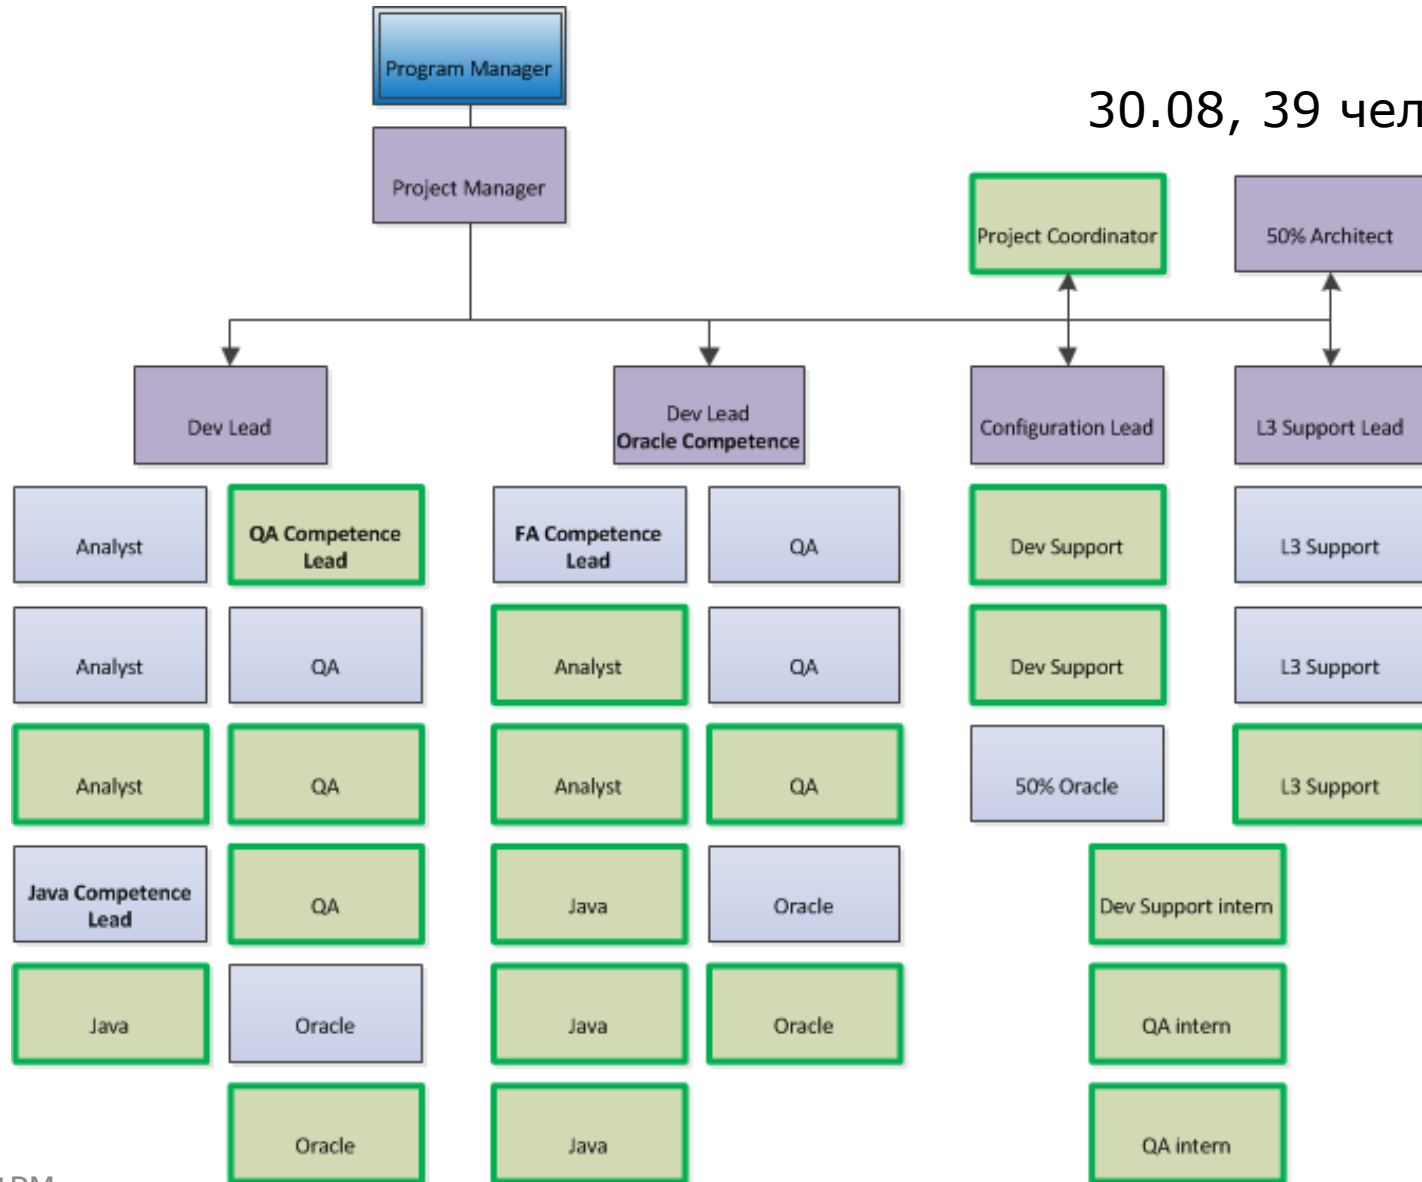 Program Manager
30.08, 39 чел
Project Manager
Project Coordinator
50% Architect
Dev Lead
Dev Lead
Oracle Competence
Configuration Lead
L3 Support Lead
Analyst
QA Competence
Lead
FA Competence
Lead
QA
Dev Support
L3 Support
Analyst
QA
Analyst
QA
Dev Support
L3 Support
Analyst
QA
Analyst
QA
50% Oracle
L3 Support
Java Competence
Lead
QA
Java
Oracle
Dev Support intern
Java
Oracle
Java
Oracle
QA intern
Oracle
Java
QA intern